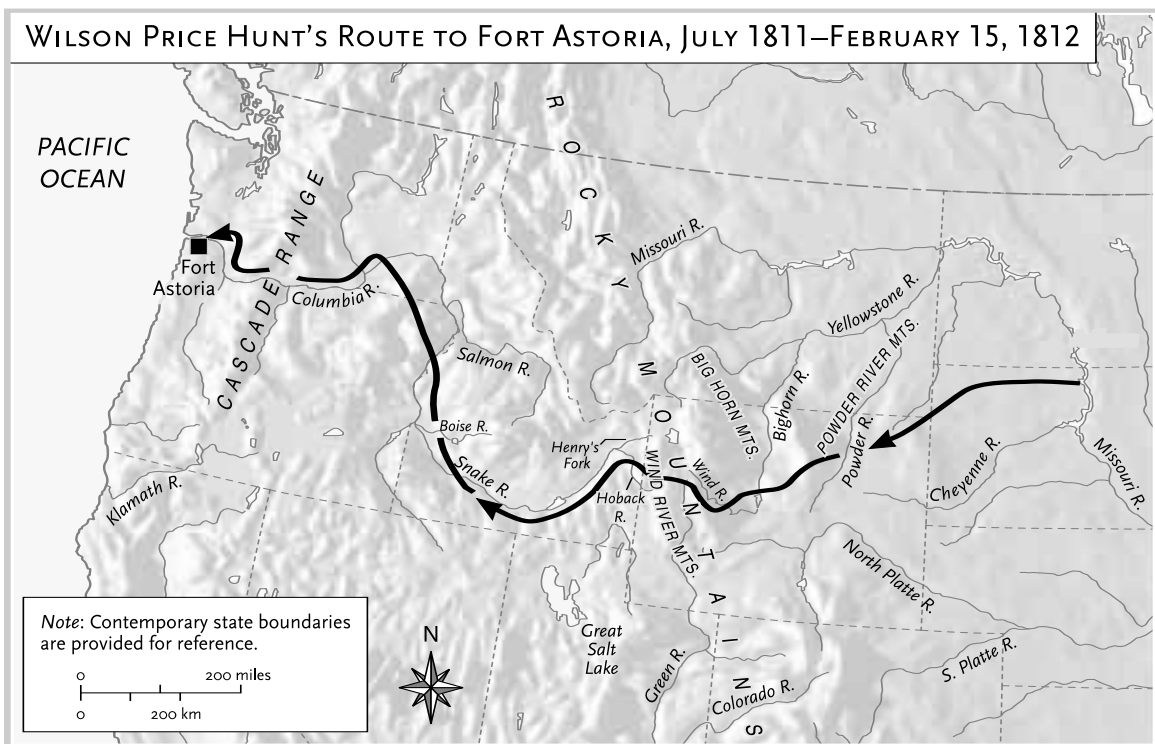 WILSON PRICE HUNT'S ROUTE TO FORT ASTORIA, JULY 1811–FEBRUARY 15, 1812
PACIFIC
OCEAN
ROCKY
MOUNTAINS
CASCADE RANGE
Fort
Astoria
Columbia R.
Missouri R.
Yellowstone R.
Salmon R.
BIG HORN MTS.
Bighorn R.
POWDER RIVER MTS.
Powder R.
Boise R.
Henry's
Fork
Snake R.
Hoback
R.
WIND RIVER MTS.
Wind R.
Cheyenne R.
Missouri R.
Klamath R.
North Platte R.
S. Platte R.
Great
Salt
Lake
Green R.
Colorado R.
N
Note: Contemporary state boundaries
are provided for reference.
0 200 miles
0 200 km